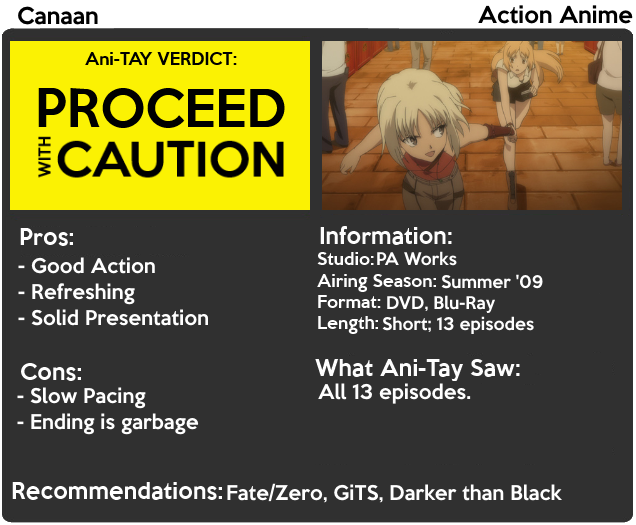 Canaan
Action Anime
Ani-TAY VERDICT:
PROCEED
WITH CAUTION
Pros:
- Good Action
- Refreshing
- Solid Presentation
Cons:
- Slow Pacing
- Ending is garbage
Information:
Studio: PA Works
Airing Season: Summer '09
Format: DVD, Blu-Ray
Length: Short; 13 episodes
What Ani-Tay Saw:
All 13 episodes.
Recommendations: Fate/Zero, GiTS, Darker than Black